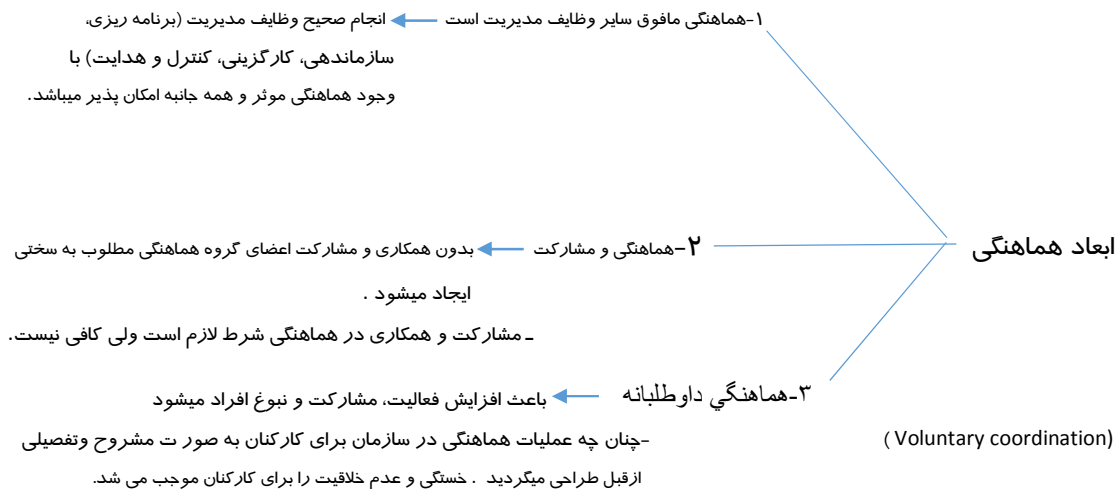 ۱-هماهنگی مافوق سایر وظایف مدیریت است انجام صحیح وظایف مدیریت (برنامه ریزی،
سازماندهی، کارگزینی، کنترل و هدایت) با
وجود هماهنگی موثر و همه جانبه امکان پذیر میباشد.
ابعاد هماهنگی ۲-هماهنگی و مشارکت بدون همکاری و مشارکت اعضای گروه هماهنگی مطلوب به سختی
ایجاد میشود .
ـ مشارکت و همکاری در هماهنگی شرط لازم است ولی کافی نیست.
۳-هماهنگي داوطلبانه باعث افزایش فعالیت، مشارکت و نبوغ افراد میشود
(Voluntary coordination ) -چنان چه عملیات هماهنگی در سازمان برای کارکنان به صور ت مشروح وتفصیلی
ازقبل طراحی میگردید . خستگی و عدم خلاقیت را برای کارکنان موجب می شد.